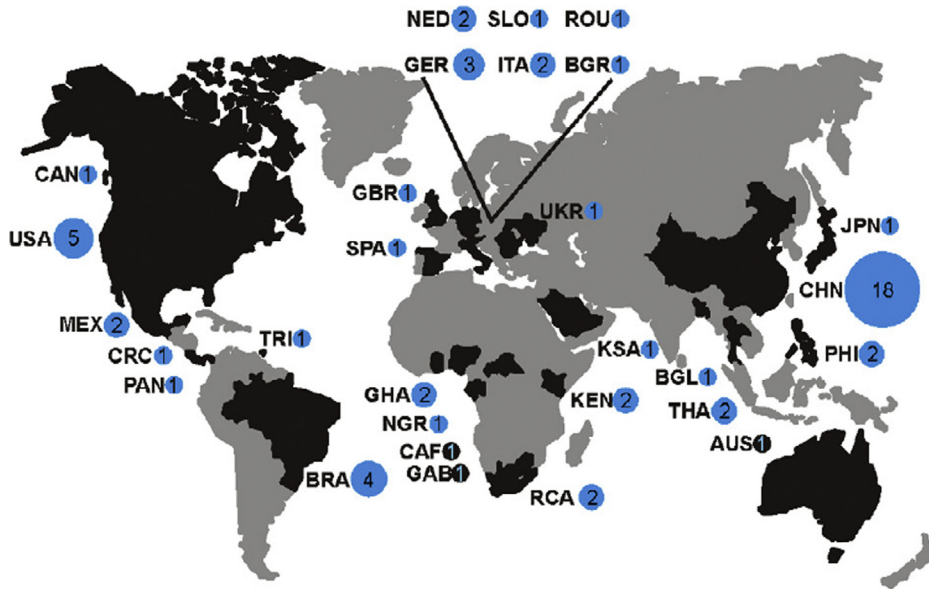 NED 2 SLO 1 ROU 1
GER 3 ITA 2 BGR 1
CAN 1
GBR 1
USA 5
UKR 1
SPA 1
JPN 1
CHN 18
MEX 2
TRI 1
CRC 1
PAN 1
KSA 1
PHI 2
BGL 1
GHA 2
KEN 2
THA 2
NGR 1
AUS 1
CAF 1
GAB 1
BRA 4
RCA 2